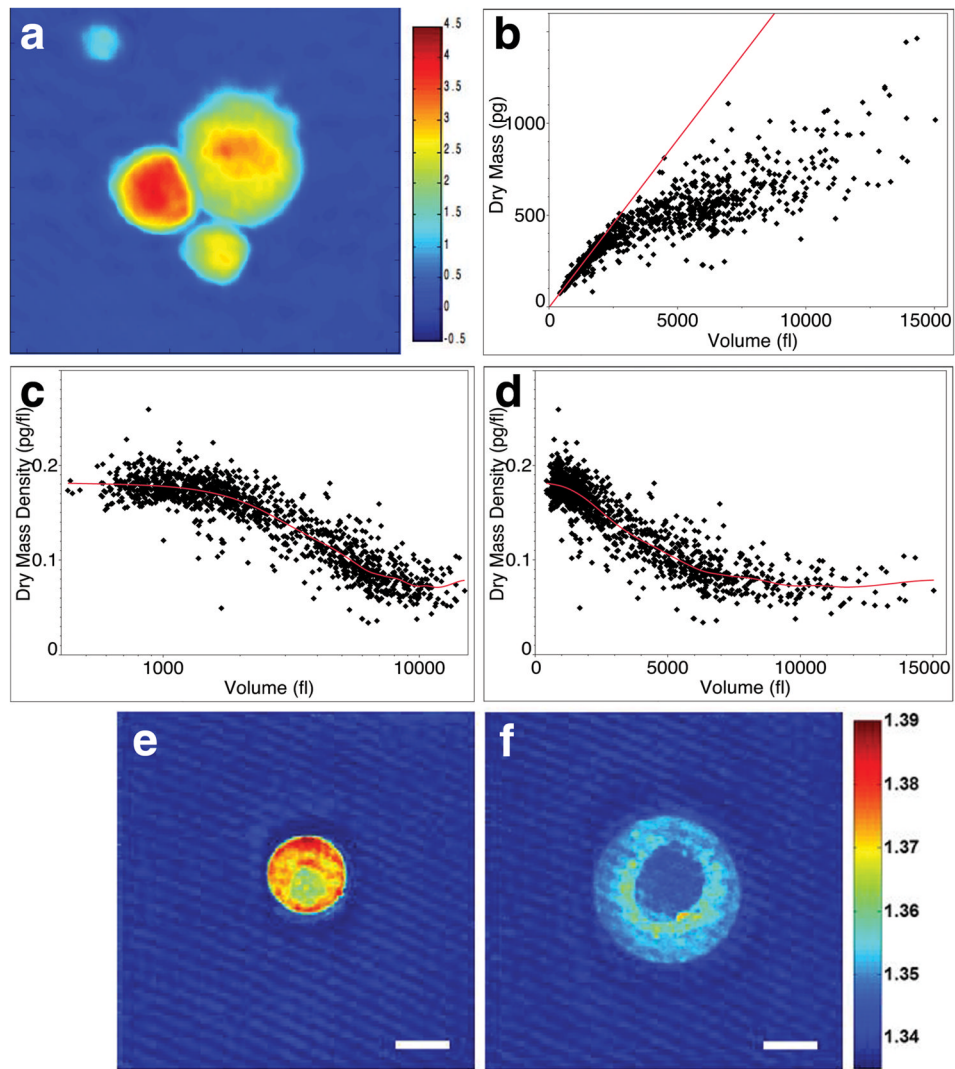 a
4.5
4
3.5
3
2.5
2
1.5
1
0.5
0
-0.5
b
Dry Mass (pg)
1000
500
0
0 5000 10000 15000
Volume (fl)
c
Dry Mass Density (pg/fl)
0.2
0.1
0
1000 10000
Volume (fl)
d
Dry Mass Density (pg/fl)
0.2
0.1
0
0 5000 10000 15000
Volume (fl)
e
f
1.39
1.38
1.37
1.36
1.35
1.34